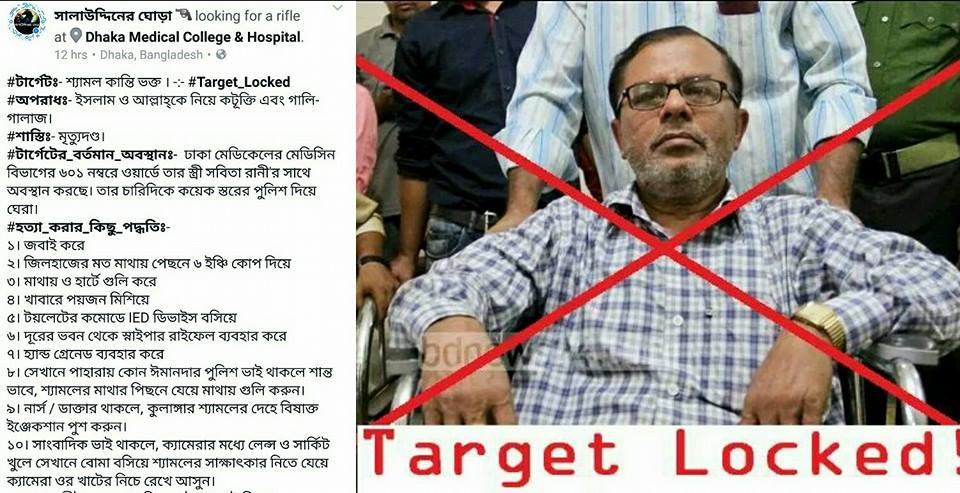 সালাউদ্দিনের ঘোড়া looking for a rifle
at Dhaka Medical College & Hospital.
12 hrs • Dhaka, Bangladesh •
#টার্গেটঃ- শ্যামল কান্তি ভক্ত । -:- #Target_Locked
#অপরাধঃ- ইসলাম ও আল্লাহ্‌কে নিয়ে কটূক্তি এবং গালি-
গালাজ।
#শাস্তিঃ- মৃত্যুদণ্ড।
#টার্গেটের_বর্তমান_অবস্থানঃ- ঢাকা মেডিকেলের মেডিসিন
বিভাগের ৬০১ নম্বরে ওয়ার্ডে তার স্ত্রী সবিতা রানী'র সাথে
অবস্থান করছে। তার চারিদিকে কয়েক স্তরের পুলিশ দিয়ে
ঘেরা।
#হত্যা_করার_কিছু_পদ্ধতিঃ-
১। জবাই করে
২। জিলহাজের মত মাথায় পেছনে ৬ ইঞ্চি কোপ দিয়ে
৩। মাথায় ও হার্টে গুলি করে
৪। খাবারে পয়জন মিশিয়ে
৫। টয়লেটের কমোডে IED ডিভাইস বসিয়ে
৬। দূরের ভবন থেকে স্নাইপার রাইফেল ব্যবহার করে
৭। হ্যান্ড গ্রেনেড ব্যবহার করে
৮। সেখানে পাহারায় কোন ঈমানদার পুলিশ ভাই থাকলে শান্ত
ভাবে, শ্যামলের মাথার পিছনে যেয়ে মাথায় গুলি করুন।
৯। নার্স / ডাক্তার থাকলে, কুলাঙ্গার শ্যামলের দেহে বিষাক্ত
ইঞ্জেকশান পুশ করুন।
১০। সাংবাদিক ভাই থাকলে, ক্যামেরার মধ্যে লেন্স ও সার্কিট
খুলে সেখানে বোমা বসিয়ে শ্যামলের সাক্ষাৎকার নিতে যেয়ে
ক্যামেরা ওর খাটের নিচে রেখে আসুন।
bdnews
Target Locked!